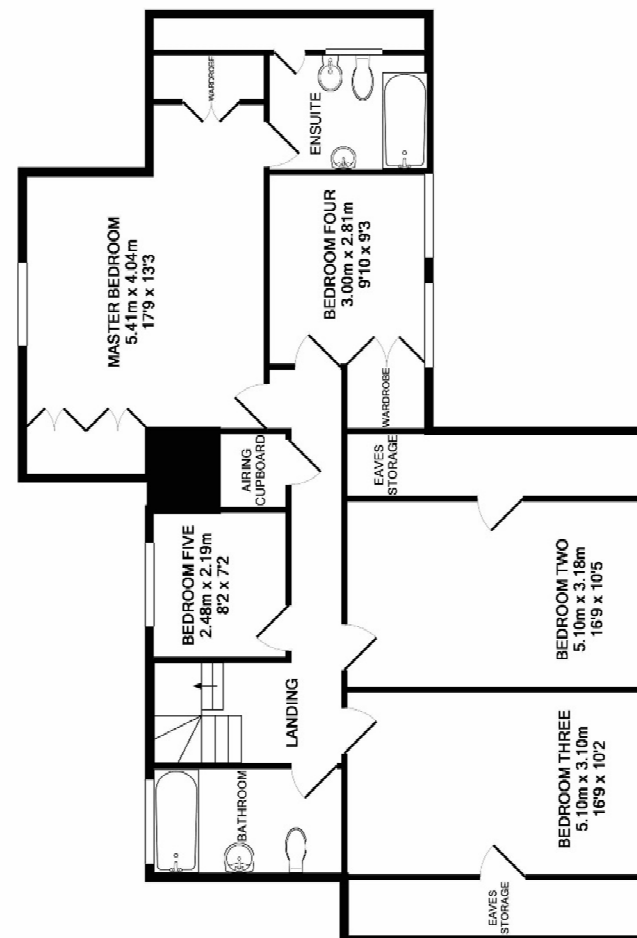 WARDROBE
ENSUITE
MASTER BEDROOM
5.41m x 4.04m
17'9 x 13'3
BEDROOM FOUR
3.00m x 2.81m
9'10 x 9'3
WARDROBE
AIRING
CUPBOARD
EAVES
STORAGE
BEDROOM FIVE
2.48m x 2.19m
8'2 x 7'2
BEDROOM TWO
5.10m x 3.18m
16'9 x 10'5
LANDING
BATHROOM
BEDROOM THREE
5.10m x 3.10m
16'9 x 10'2
EAVES
STORAGE